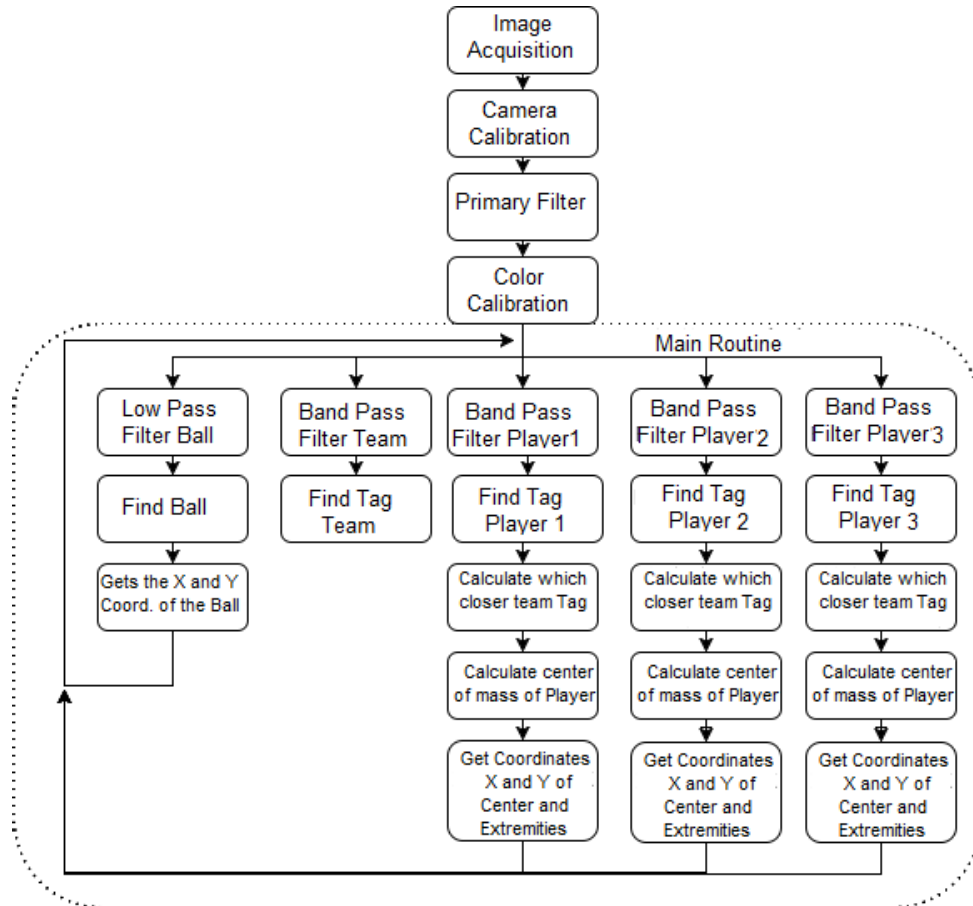 Image
Acquisition
Camera
Calibration
Primary Filter
Color
Calibration
Main Routine
Low Pass
Filter Ball
Band Pass
Filter Team
Band Pass
Filter Player1
Band Pass
Filter Player2
Band Pass
Filter Player3
Find Ball
Find Tag
Team
Find Tag
Player 1
Find Tag
Player 2
Find Tag
Player 3
Gets the X and Y
Coord. of the Ball
Calculate which
closer team Tag
Calculate which
closer team Tag
Calculate which
closer team Tag
Calculate center
of mass of Player
Calculate center
of mass of Player
Calculate center
of mass of Player
Get Coordinates
X and Y of
Center and
Extremities
Get Coordinates
X and Y of
Center and
Extremities
Get Coordinates
X and Y of
Center and
Extremities